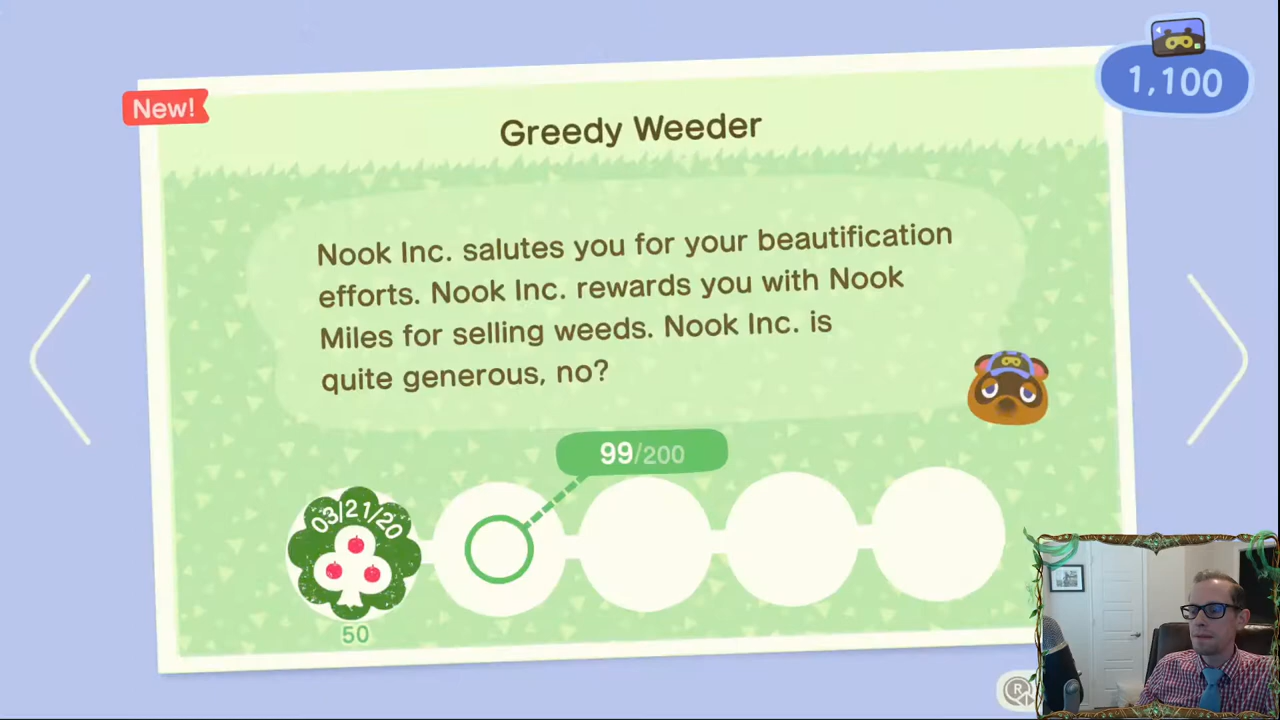 1,100
New!
Greedy Weeder
Nook Inc. salutes you for your beautification
efforts. Nook Inc. rewards you with Nook
Miles for selling weeds. Nook Inc. is
quite generous, no?
99/200
03/21/20
50
R